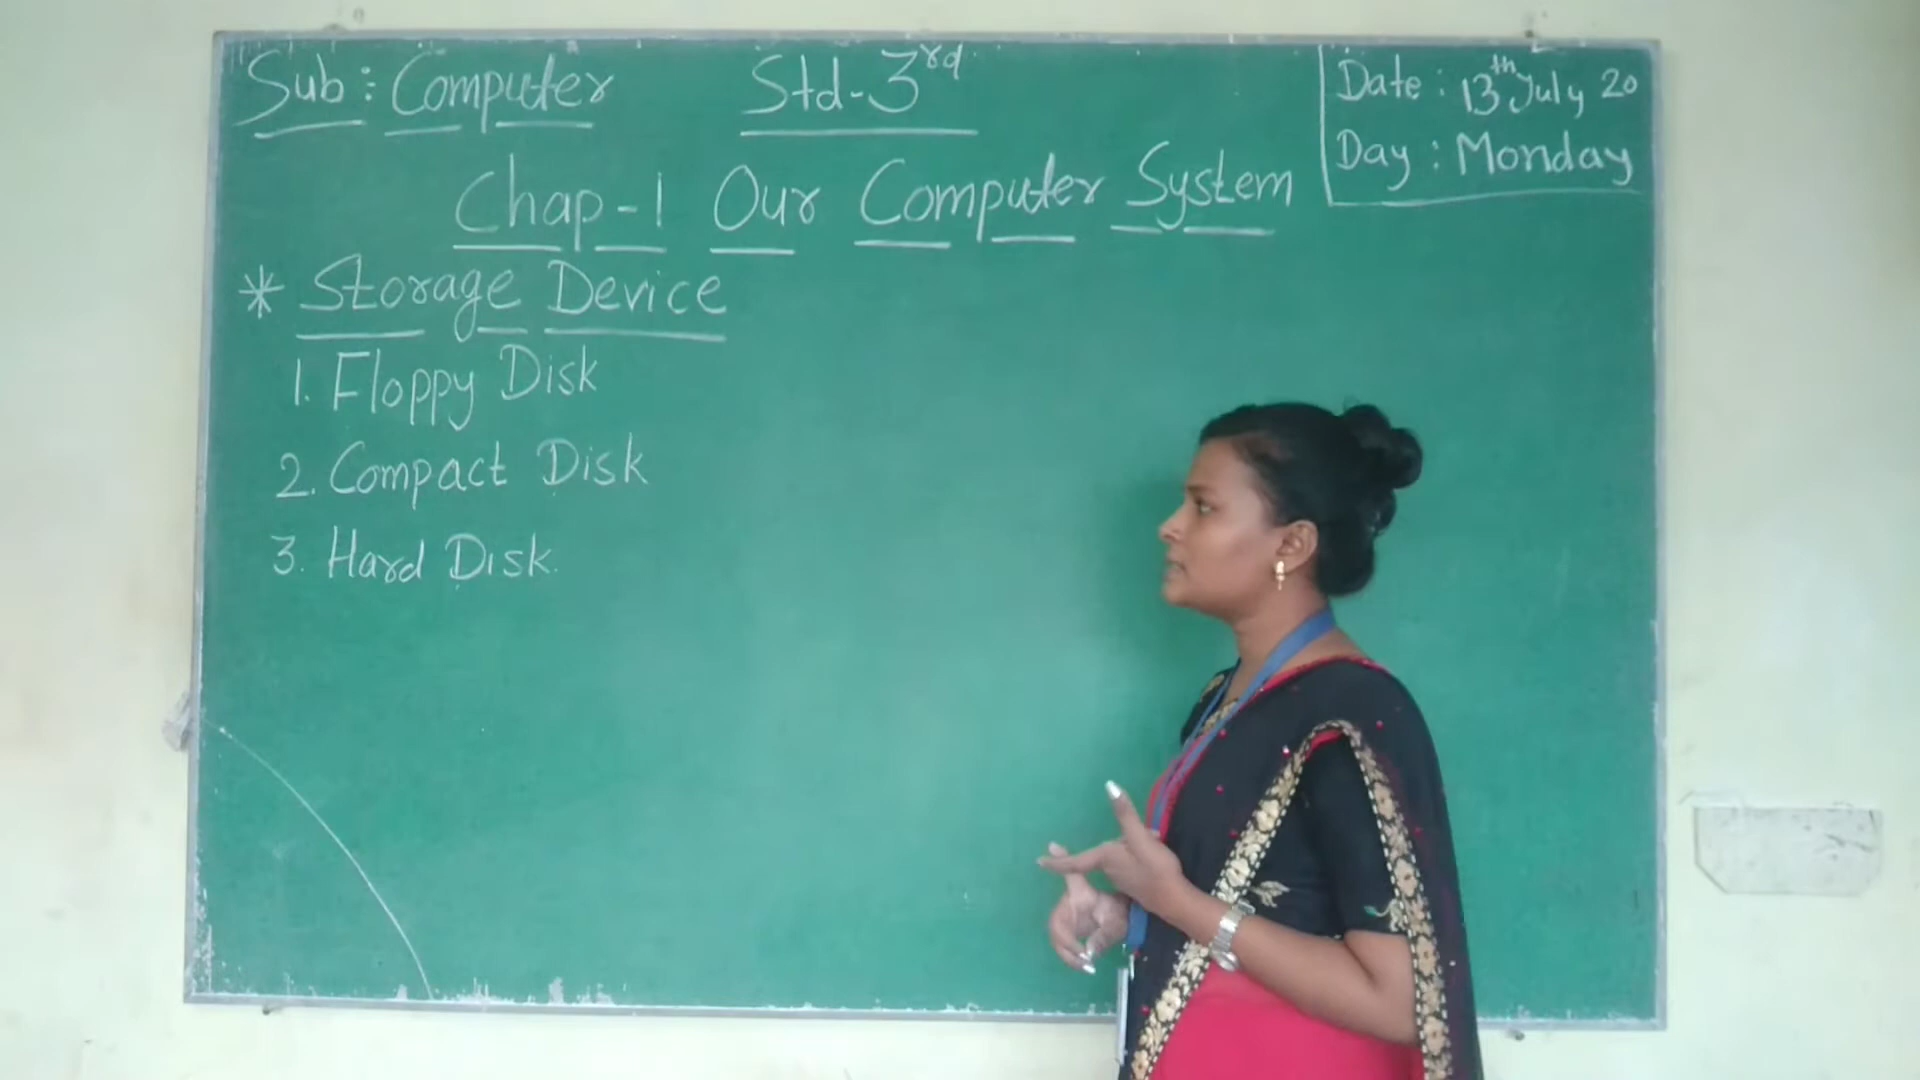 Sub : Computer Std-3rd
Date : 13th July 20
Day : Monday
Chap-1 Our Computer System
* Storage Device
1. Floppy Disk
2. Compact Disk
3. Hard Disk.